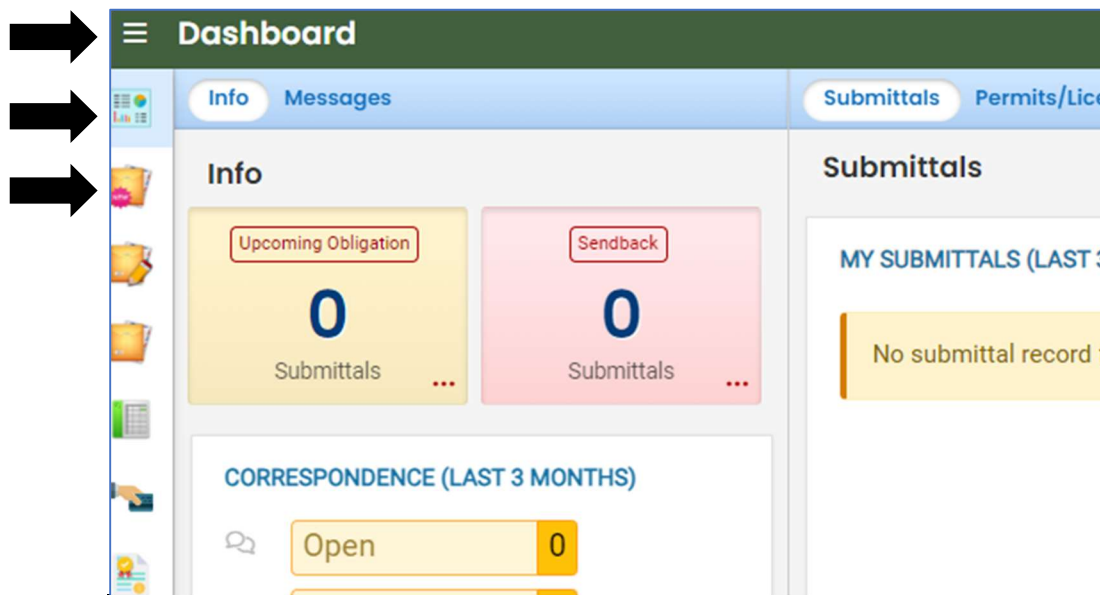 Dashboard
Info Messages
Submittals
Info
Upcoming Obligation
0
Submittals
Sendback
0
Submittals
CORRESPONDENCE (LAST 3 MONTHS)
Open 0
Submittals
MY SUBMITTALS (LAST
No submittal record